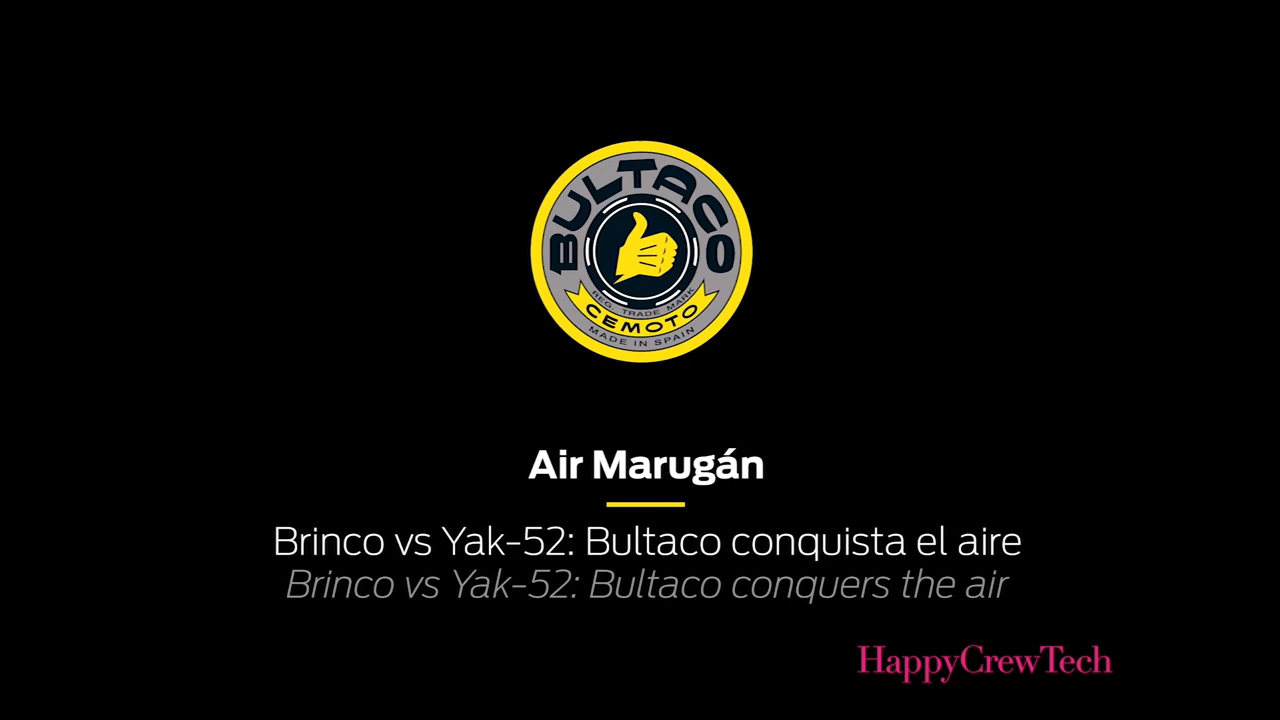 BULTACO
REG. TRADE MARK
CEMOTO
MADE IN SPAIN
Air Marugán
Brinco vs Yak-52: Bultaco conquista el aire
Brinco vs Yak-52: Bultaco conquers the air
HappyCrewTech